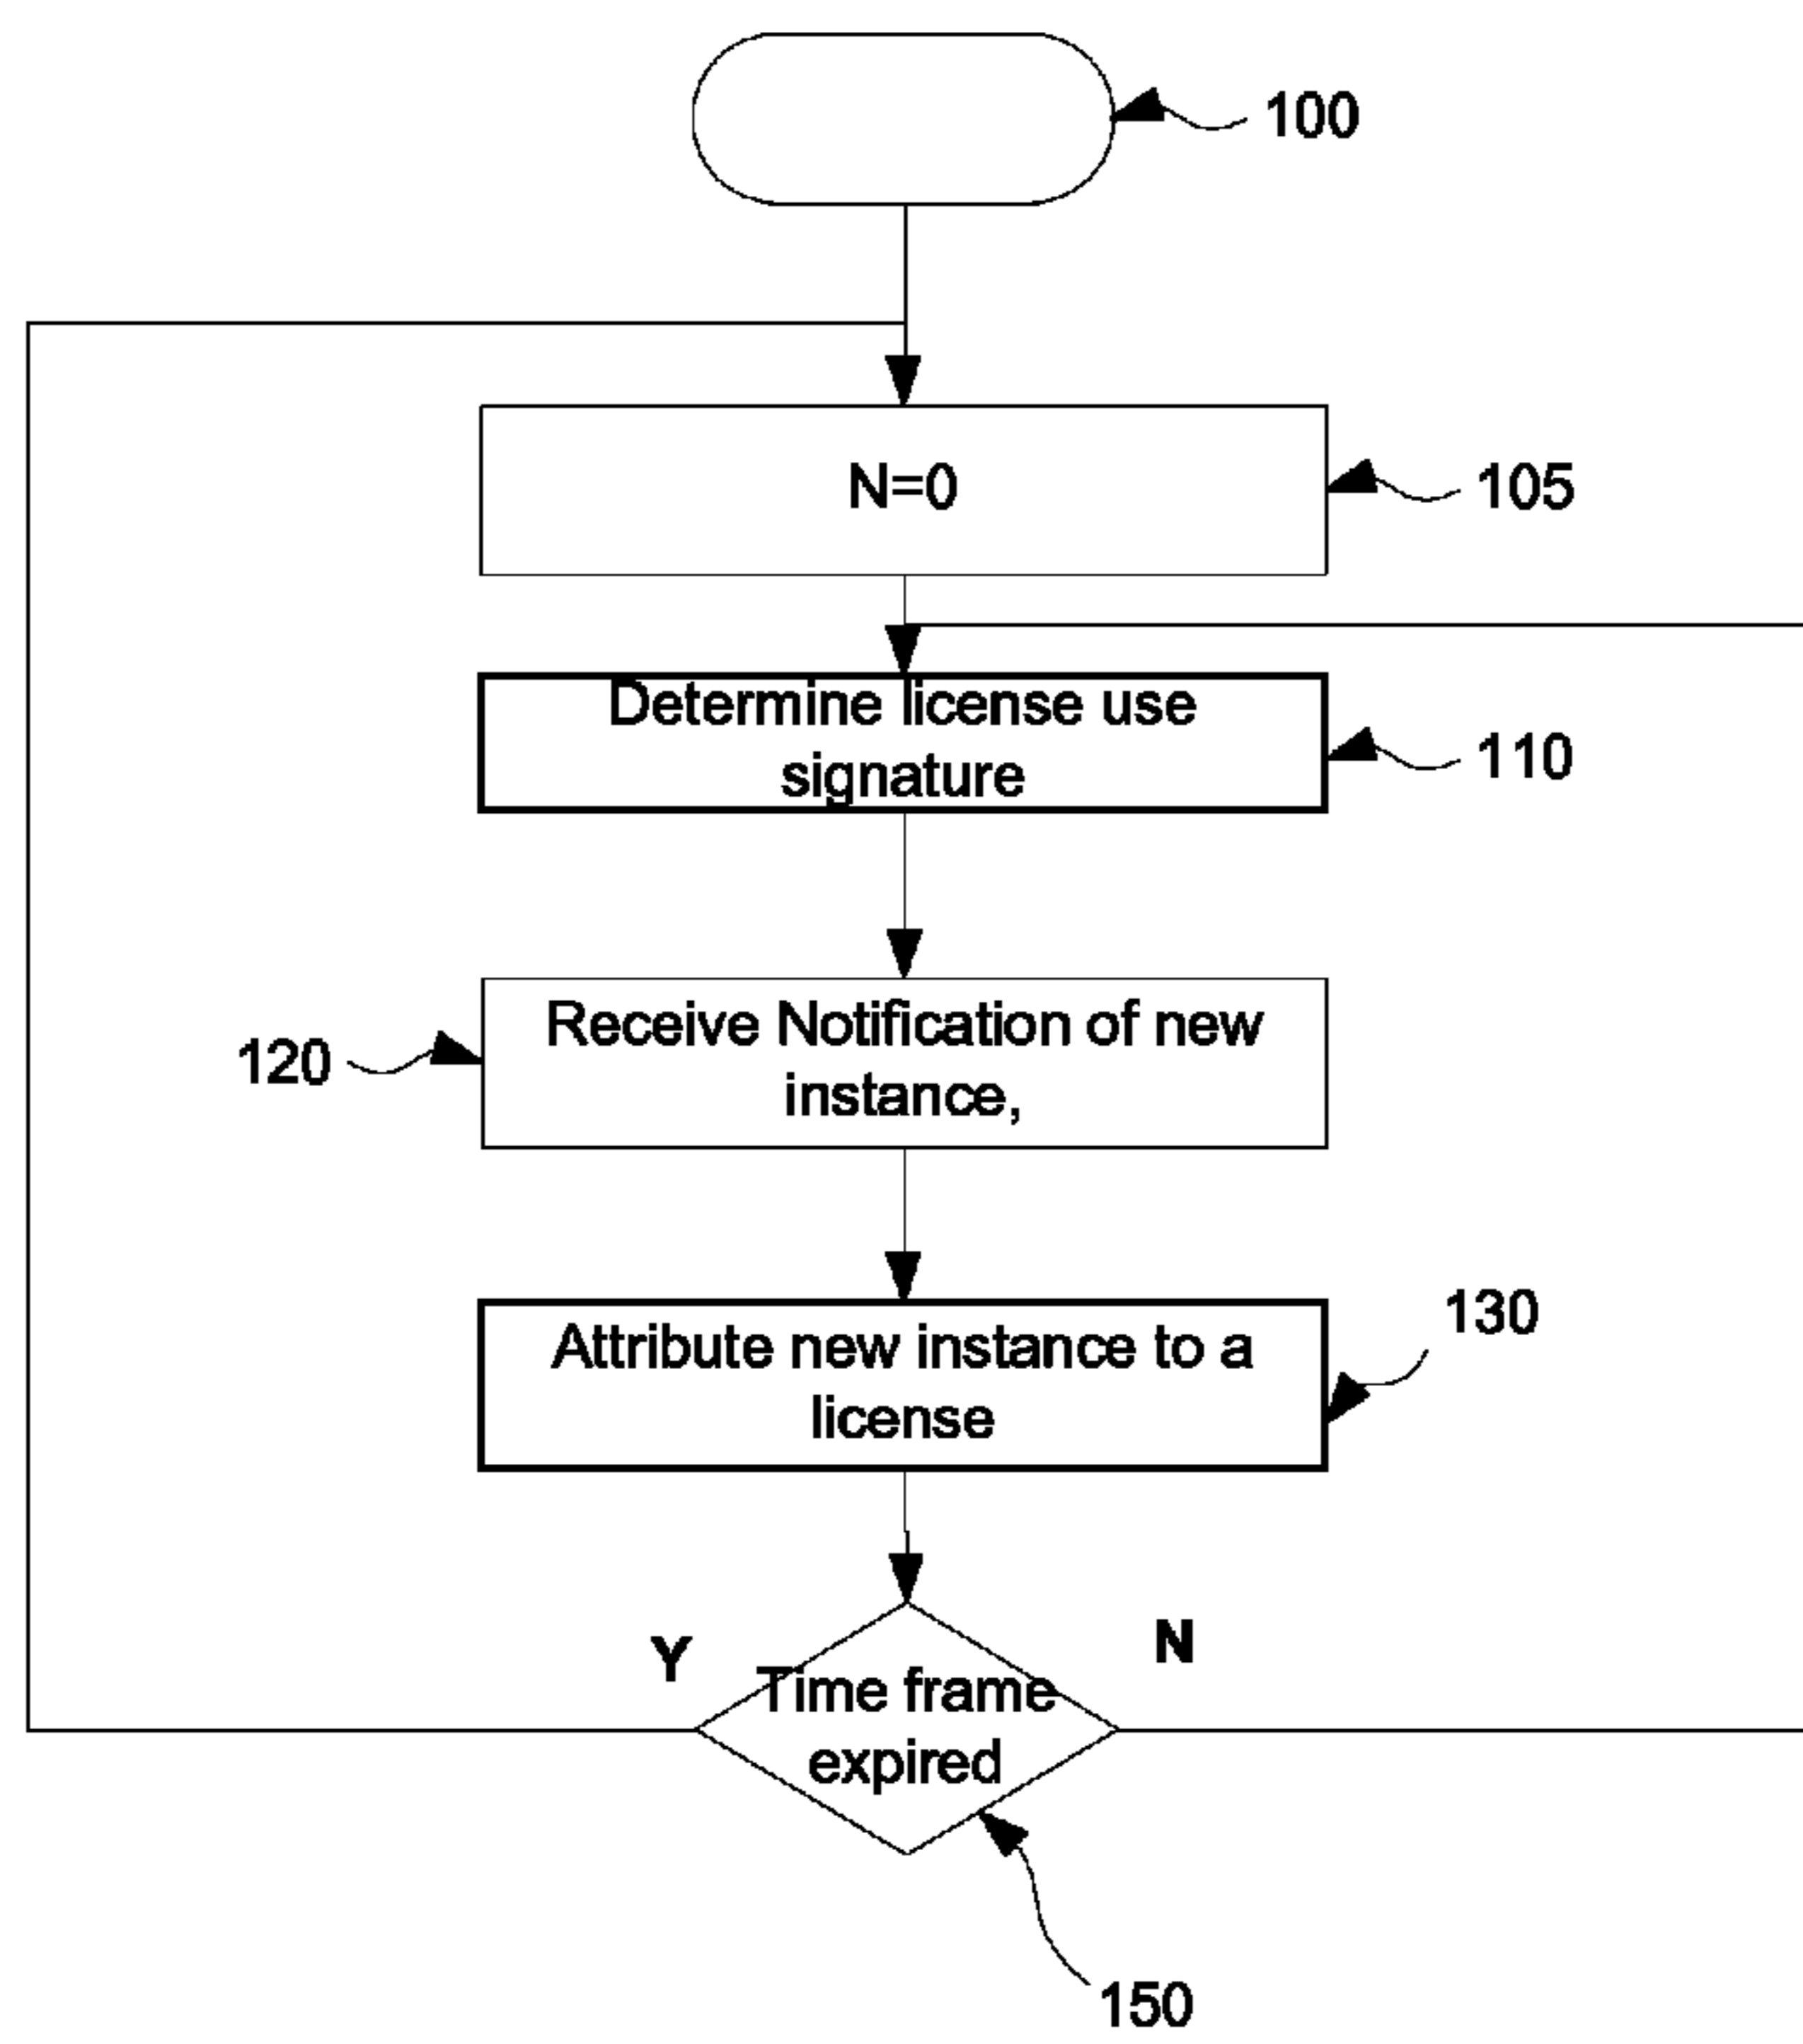 100
N=0
105
Determine license use
signature
110
Receive Notification of new
instance,
120
Attribute new instance to a
license
130
Y
N
Time frame
expired
150